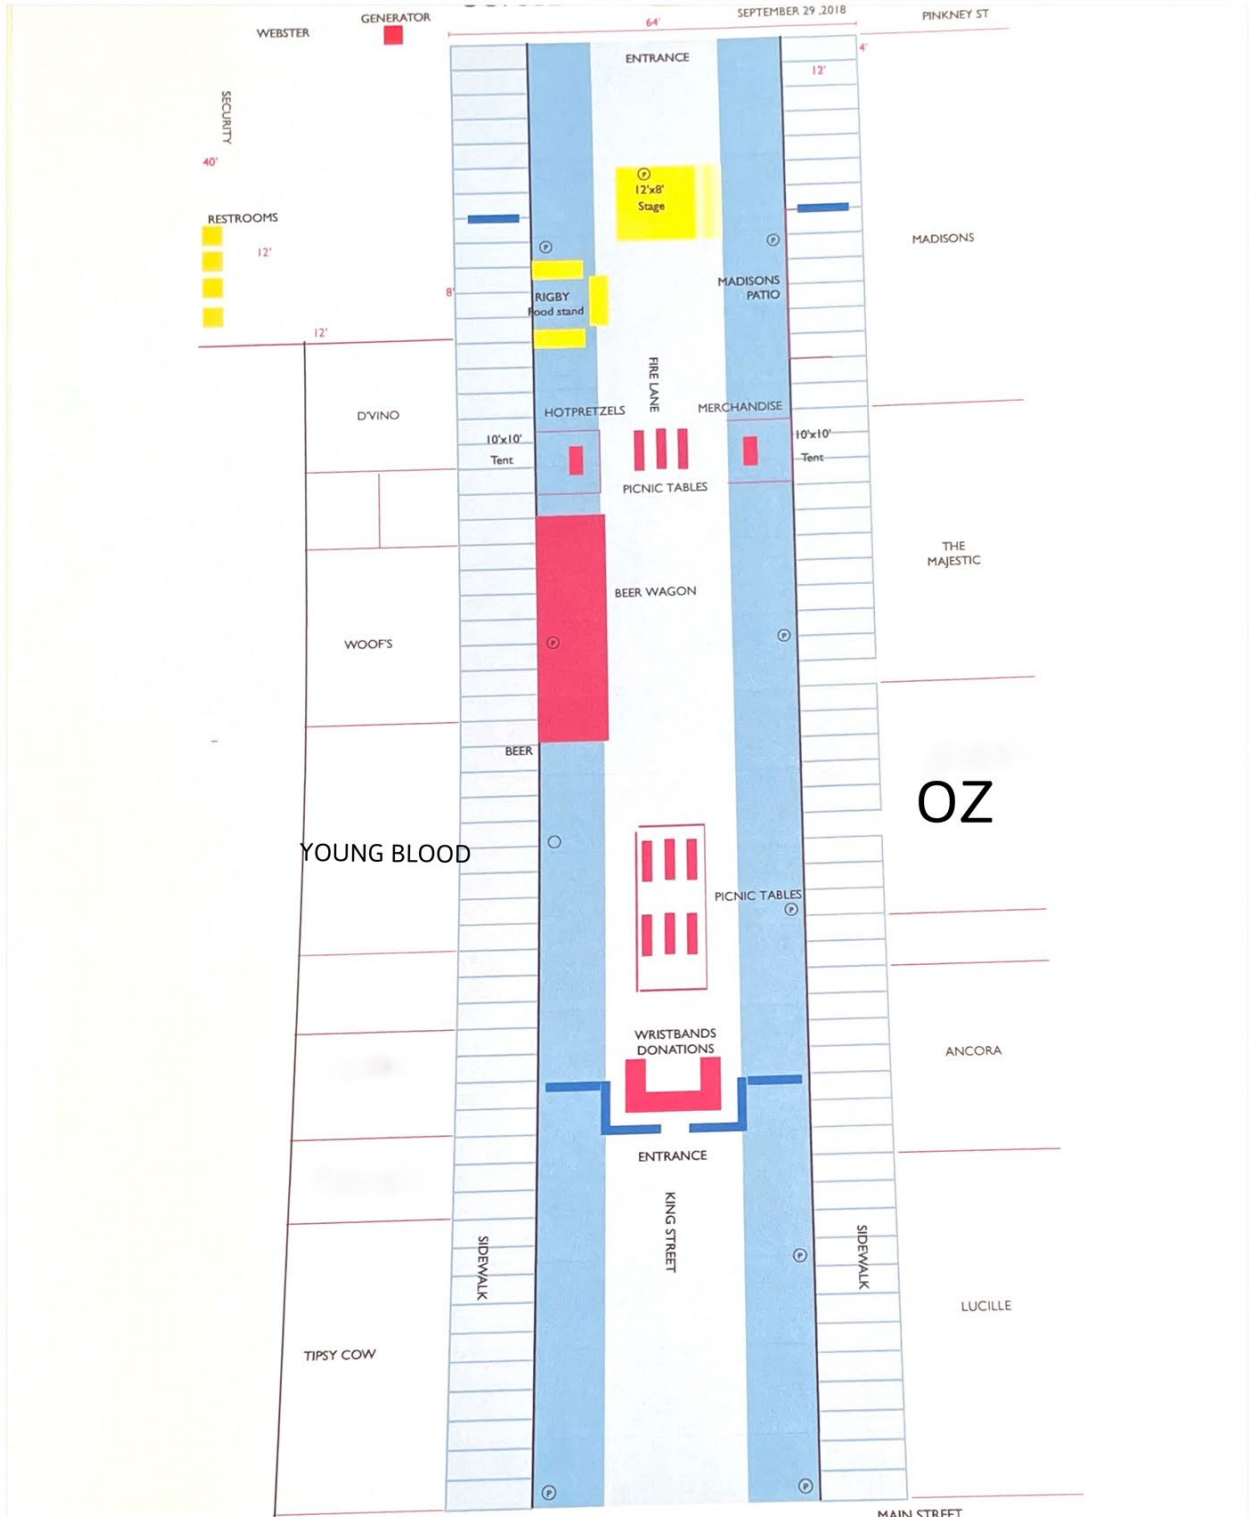 SEPTEMBER 29 ,2018
PINKNEY ST
GENERATOR
WEBSTER
64'
ENTRANCE
4'
12'
SECURITY
40'
P
12'x8'
Stage
RESTROOMS
12'
P
P
MADISONS
8'
MADISONS
PATIO
RIGBY
Food stand
12'
FIRE LANE
D'VINO
HOTPRETZELS
MERCHANDISE
10'x10'
Tent
10'x10'
Tent
PICNIC TABLES
THE
MAJESTIC
BEER WAGON
WOOF'S
P
P
BEER
OZ
YOUNG BLOOD
PICNIC TABLES
P
WRISTBANDS
DONATIONS
ANCORA
ENTRANCE
KING STREET
SIDEWALK
SIDEWALK
P
LUCILLE
TIPSY COW
P
P
MAIN STREET